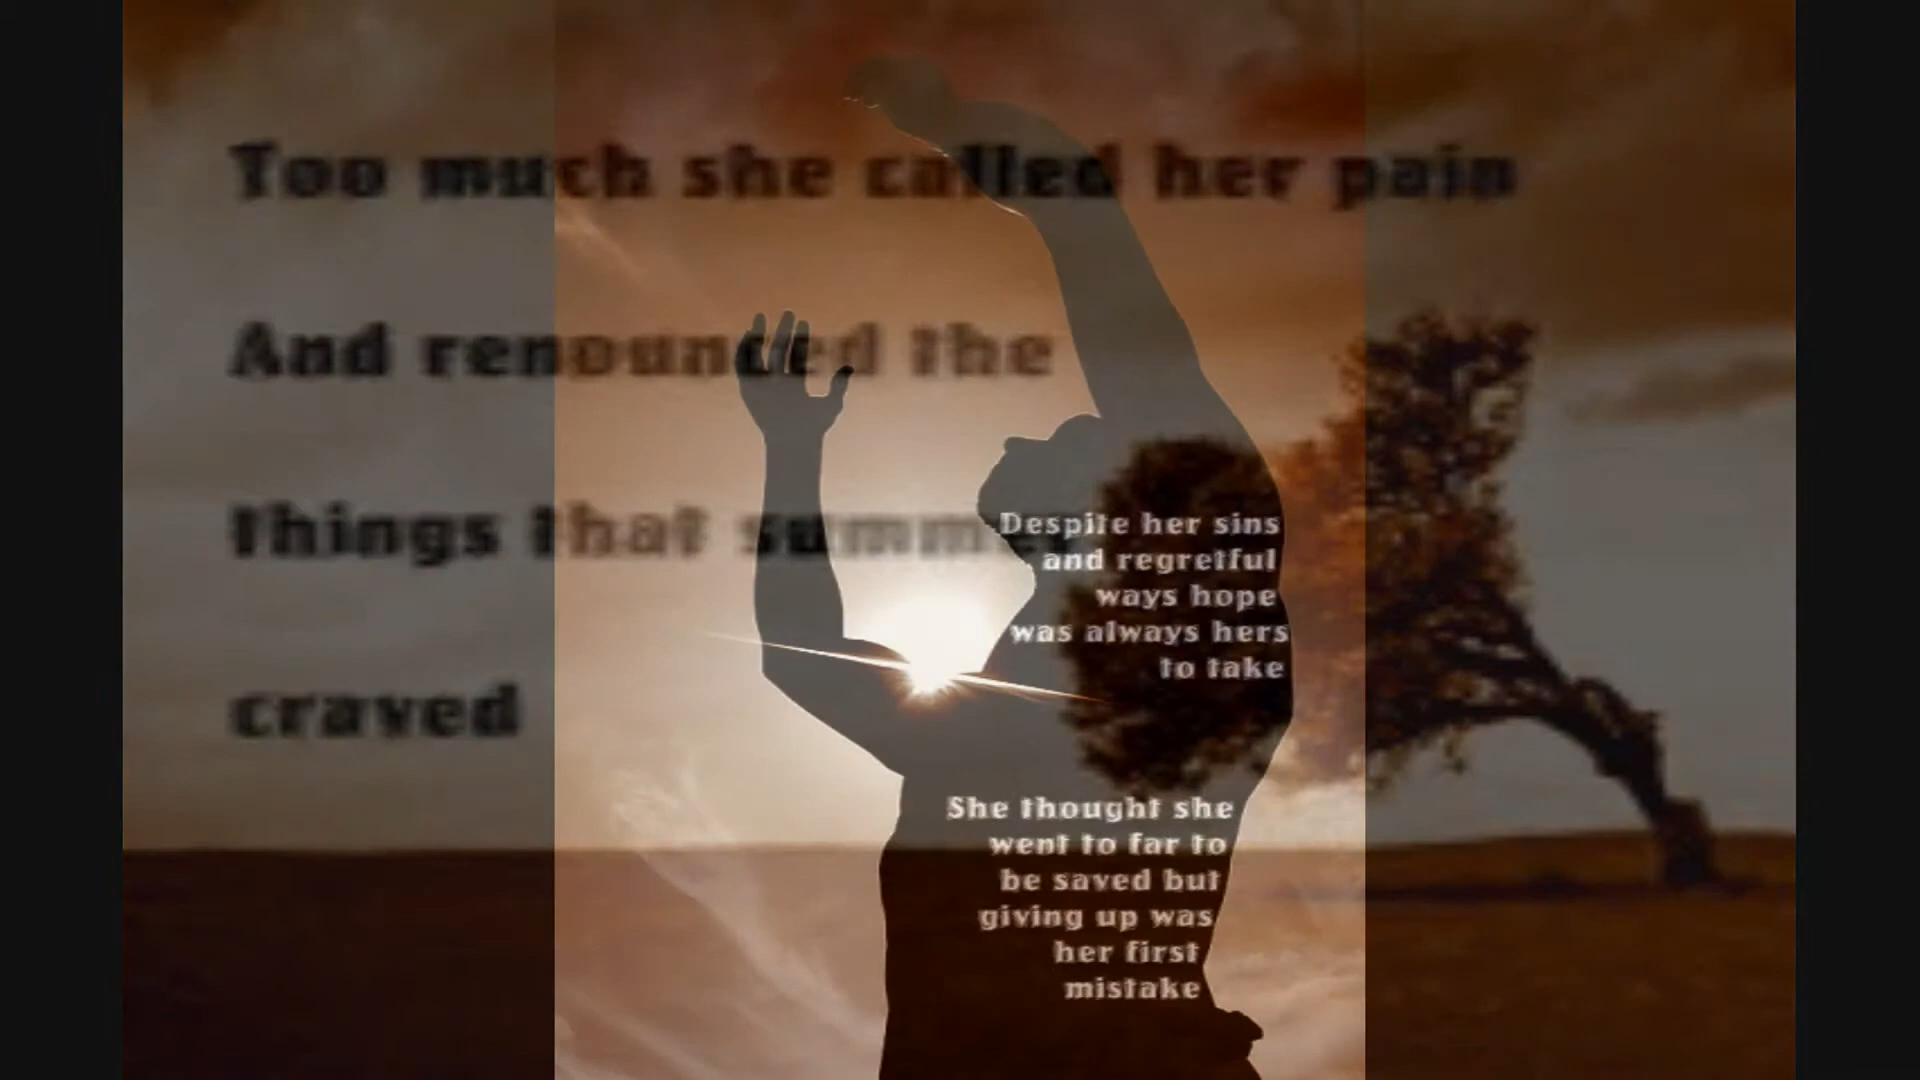 Too much she called her pain
And renounced the
things that summer
craved
Despite her sins
and regretful
ways hope
was always hers
to take
She thought she
went to far to
be saved but
giving up was
her first
mistake